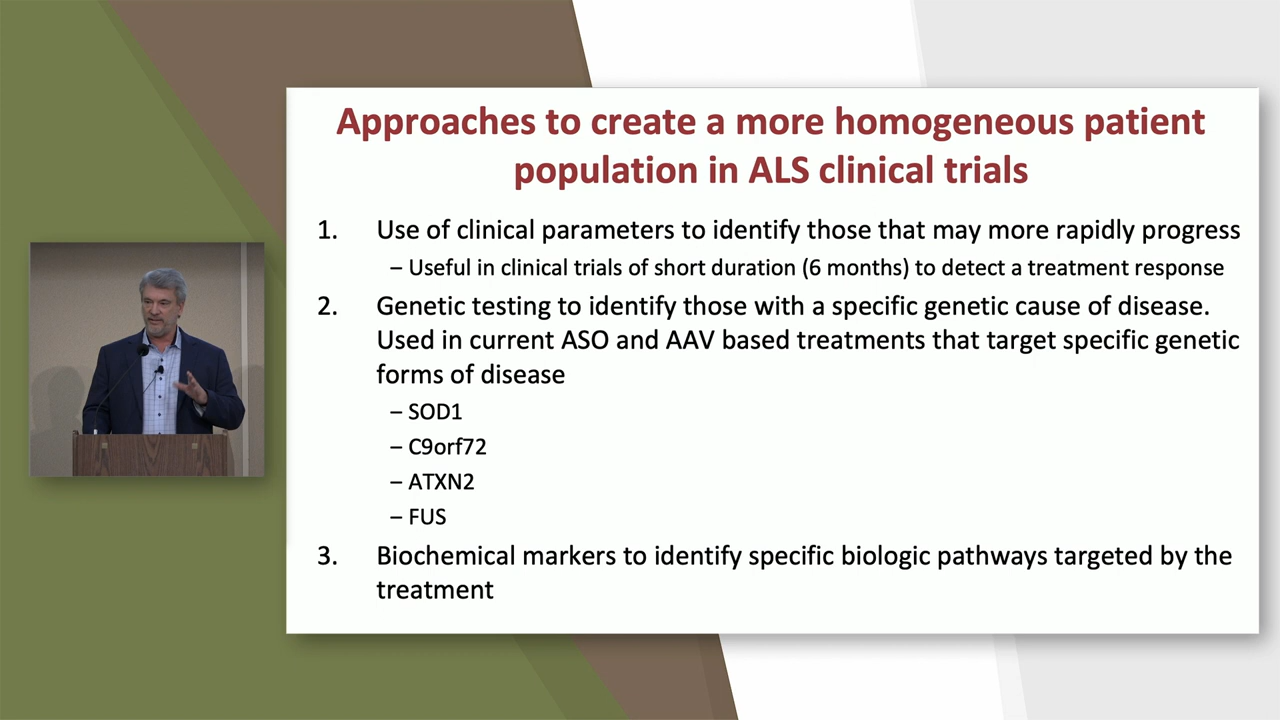 Approaches to create a more homogeneous patient
population in ALS clinical trials
1. Use of clinical parameters to identify those that may more rapidly progress
– Useful in clinical trials of short duration (6 months) to detect a treatment response
2. Genetic testing to identify those with a specific genetic cause of disease.
Used in current ASO and AAV based treatments that target specific genetic
forms of disease
– SOD1
– C9orf72
– ATXN2
– FUS
3. Biochemical markers to identify specific biologic pathways targeted by the
treatment